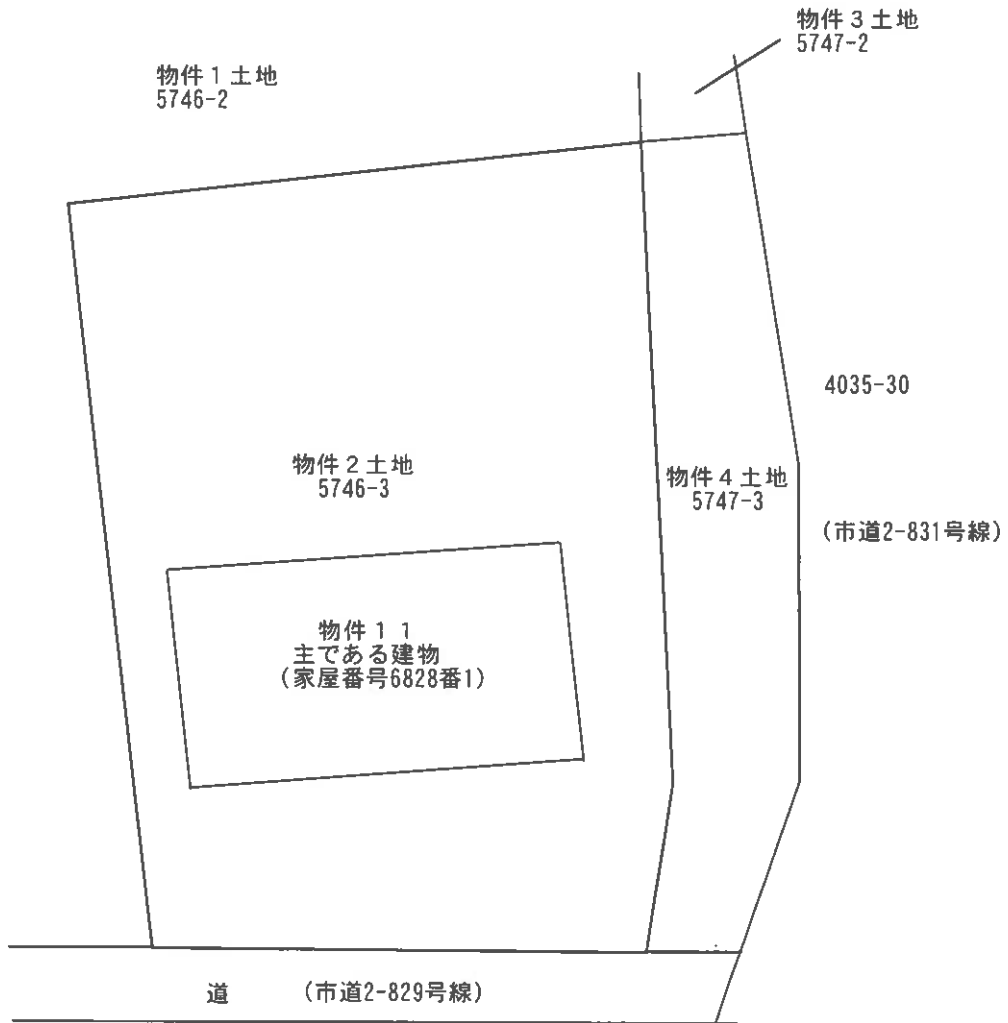 物件３土地
5747-2
物件１土地
5746-2
4035-30
物件２土地
5746-3
物件４土地
5747-3
(市道2-831号線)
物件１１
主である建物
(家屋番号6828番1)
道 (市道2-829号線)